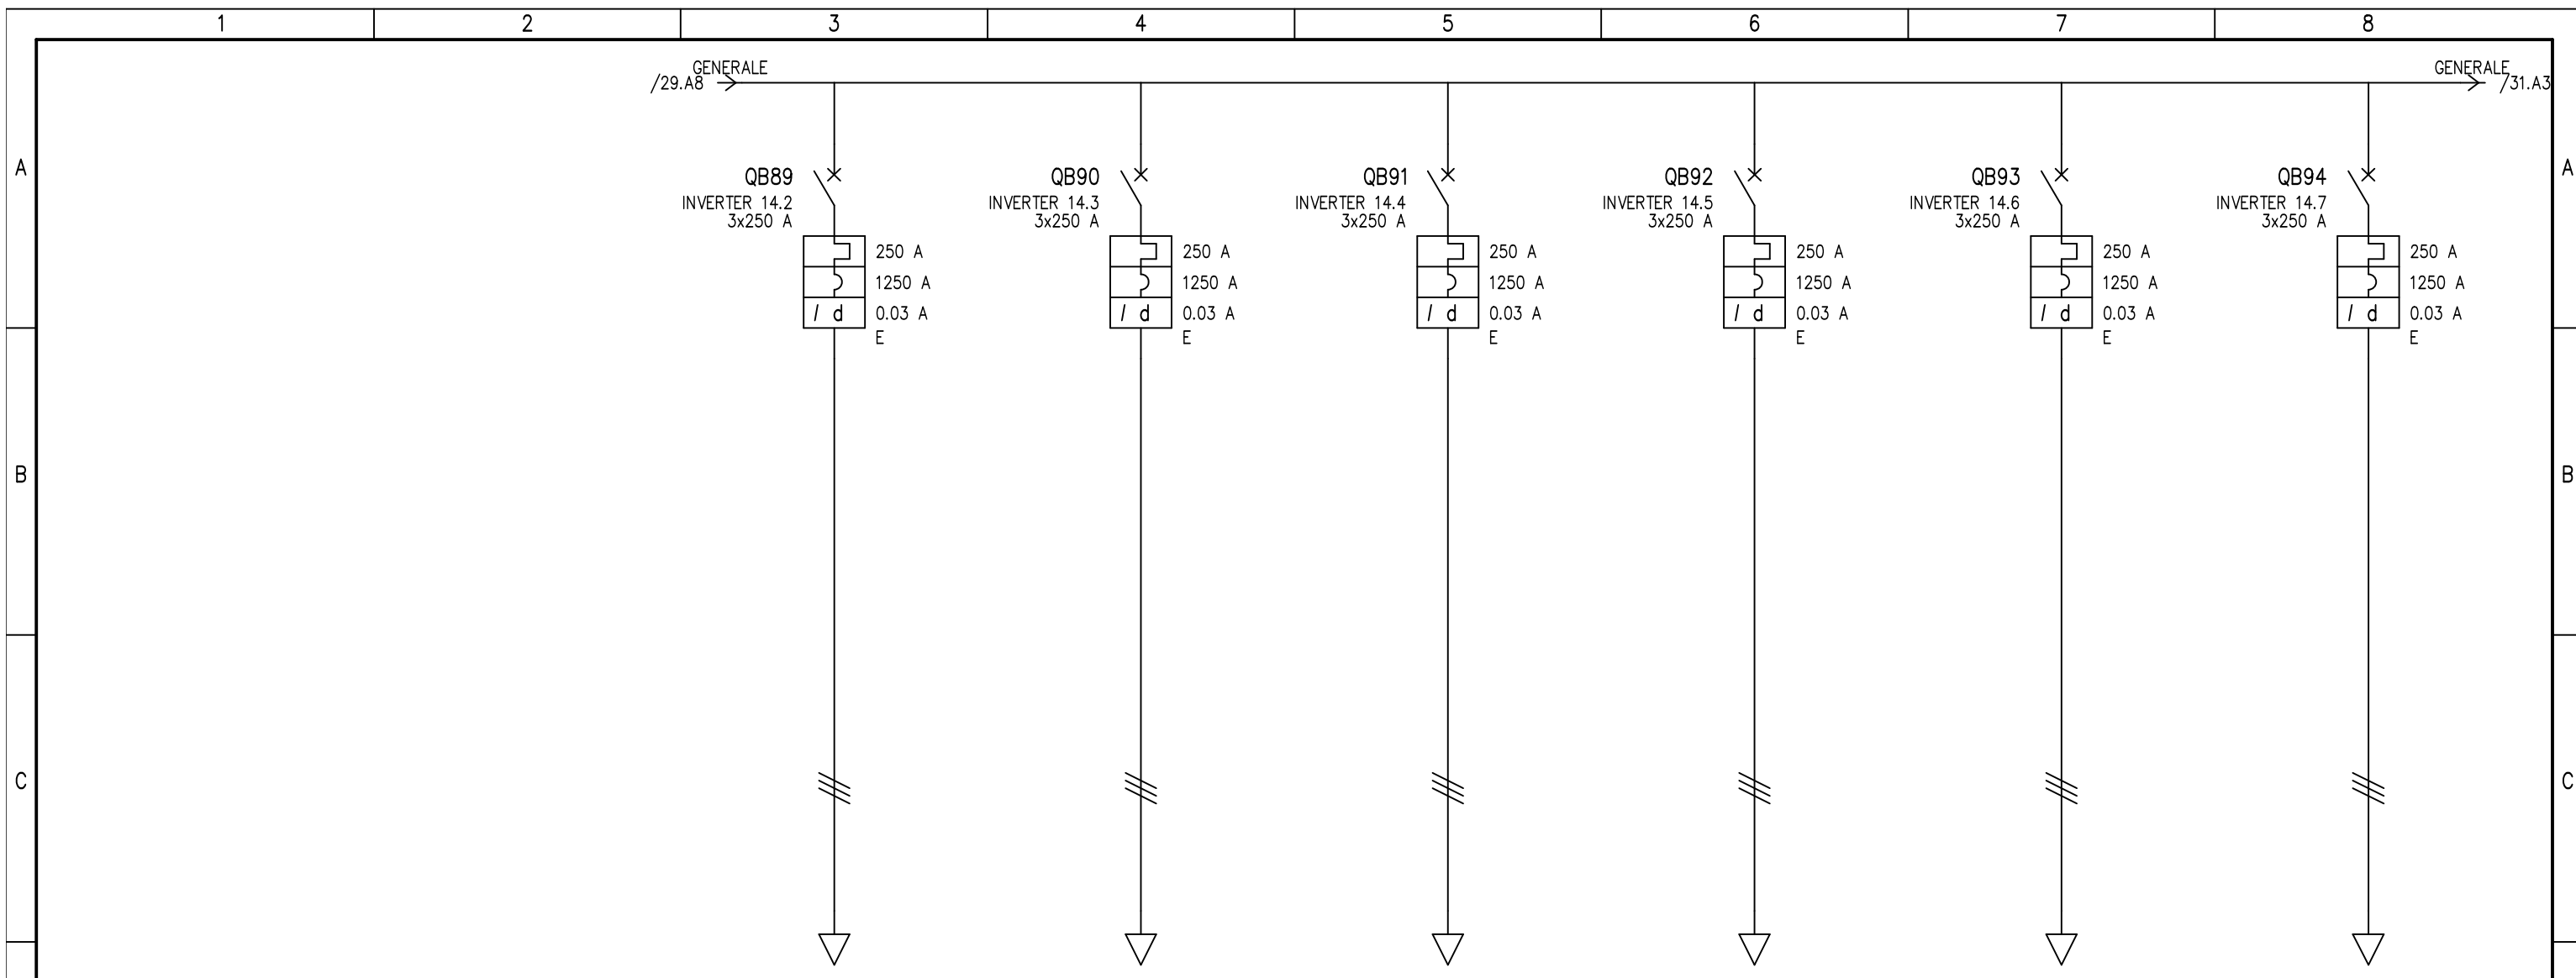 1 2 3 4 5 6 7 8
GENERALE GENERALE
/29.A8 /31.A3
A A
QB89 QB90 QB91 QB92 QB93 QB94
INVERTER 14.2 INVERTER 14.3 INVERTER 14.4 INVERTER 14.5 INVERTER 14.6 INVERTER 14.7
3x250 A 3x250 A 3x250 A 3x250 A 3x250 A 3x250 A
250 A 250 A 250 A 250 A 250 A 250 A
1250 A 1250 A 1250 A 1250 A 1250 A 1250 A
I d 0.03 A I d 0.03 A I d 0.03 A I d 0.03 A I d 0.03 A I d 0.03 A
E E E E E E
B B
C C